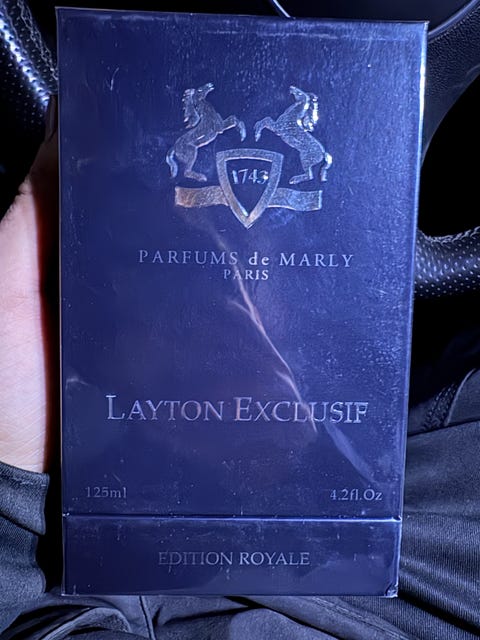 1743
PARFUMS de MARLY
PARIS
LAYTON EXCLUSIF
125ml 4.2fl.Oz
EDITION ROYALE